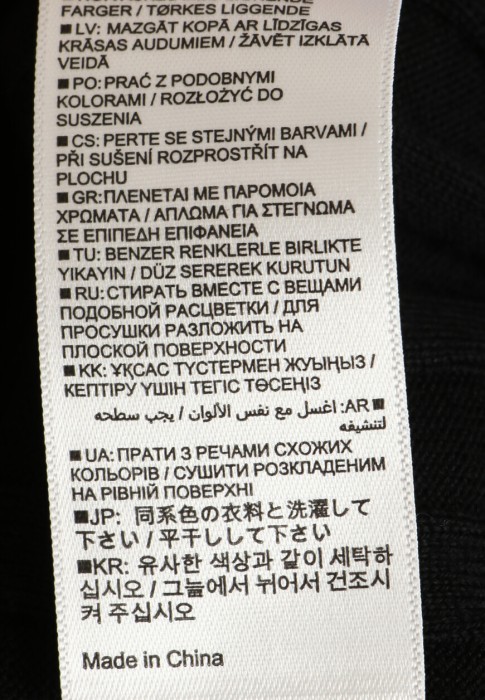 FARGER / TØRKES LIGGENDE
■ LV: MAZGĀT KOPĀ AR LĪDZĪGAS
KRĀSAS AUDUMIEM / ŽĀVĒT IZKLĀTĀ
VEIDĀ
■ PO: PRAĆ Z PODOBNYMI
KOLORAMI / ROZŁOŻYĆ DO
SUSZENIA
■ CS: PERTE SE STEJNÝMI BARVAMI /
PŘI SUŠENÍ ROZPROSTŘÍT NA
PLOCHU
■ GR: ΠΛΕΝΕΤΑΙ ΜΕ ΠΑΡΟΜΟΙΑ
ΧΡΩΜΑΤΑ / ΑΠΛΩΜΑ ΓΙΑ ΣΤΕΓΝΩΜΑ
ΣΕ ΕΠΙΠΕΔΗ ΕΠΙΦΑΝΕΙΑ
■ TU: BENZER RENKLERLE BIRLIKTE
YIKAYIN / DÜZ SEREREK KURUTUN
■ RU: СТИРАТЬ ВМЕСТЕ С ВЕЩАМИ
ПОДОБНОЙ РАСЦВЕТКИ / ДЛЯ
ПРОСУШКИ РАЗЛОЖИТЬ НА
ПЛОСКОЙ ПОВЕРХНОСТИ
■ KK: ҰҚСАС ТҮСТЕРМЕН ЖУЫҢЫЗ /
КЕПТІРУ ҮШІН ТЕГІС ТӨСЕҢІЗ
■ AR: اغسل مع نفس الألوان / يجب سطحه
لتنشيفه
■ UA: ПРАТИ З РЕЧАМИ СХОЖИХ
КОЛЬОРІВ / СУШИТИ РОЗКЛАДЕНИМ
НА РІВНІЙ ПОВЕРХНІ
■JP: 同系色の衣料と洗濯して
下さい / 平干しして下さい
■KR: 유사한 색상과 같이 세탁하
십시오 / 그늘에서 뉘어서 건조시
켜 주십시오
Made in China